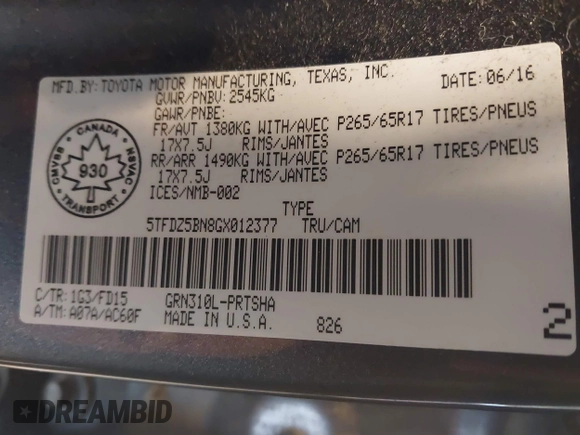 MFD.BY:TOYOTA MOTOR MANUFACTURING, TEXAS, INC. DATE:06/16
GVWR/PNBV:2545KG
GAWR/PNBE:
FR/AVT 1380KG WITH/AVEC P265/65R17 TIRES/PNEUS
17X7.5J RIMS/JANTES
RR/ARR 1490KG WITH/AVEC P265/65R17 TIRES/PNEUS
17X7.5J RIMS/JANTES
ICES/NMB-002
CANADA
CMVSS
930
NSVAC
TRANSPORT
TYPE
5TFDZ5BN8GX012377 TRU/CAM
C/TR:1G3/FD15 GRN310L-PRTSHA
A/TM:A07A/AC60F MADE IN U.S.A. 826
2
DREAMBID